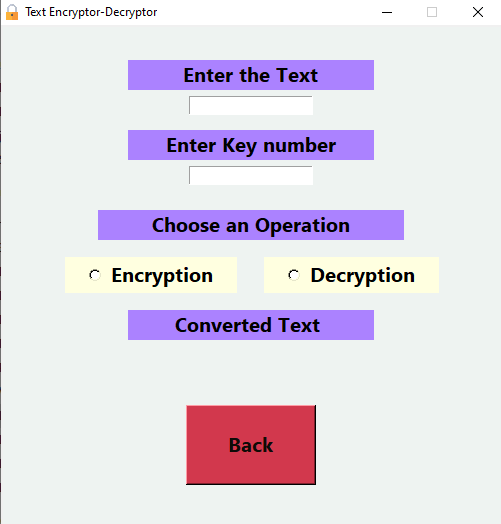 Text Encryptor-Decryptor
Enter the Text
Enter Key number
Choose an Operation
Encryption Decryption
Converted Text
Back